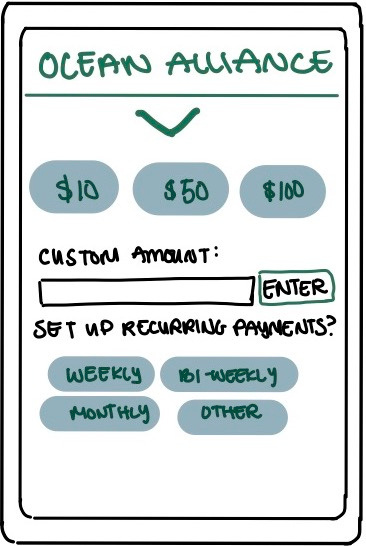 OCEAN ALLIANCE
$10 $50 $100
CUSTOM AMOUNT:
ENTER
SET UP RECURRING PAYMENTS?
WEEKLY BI-WEEKLY
MONTHLY OTHER